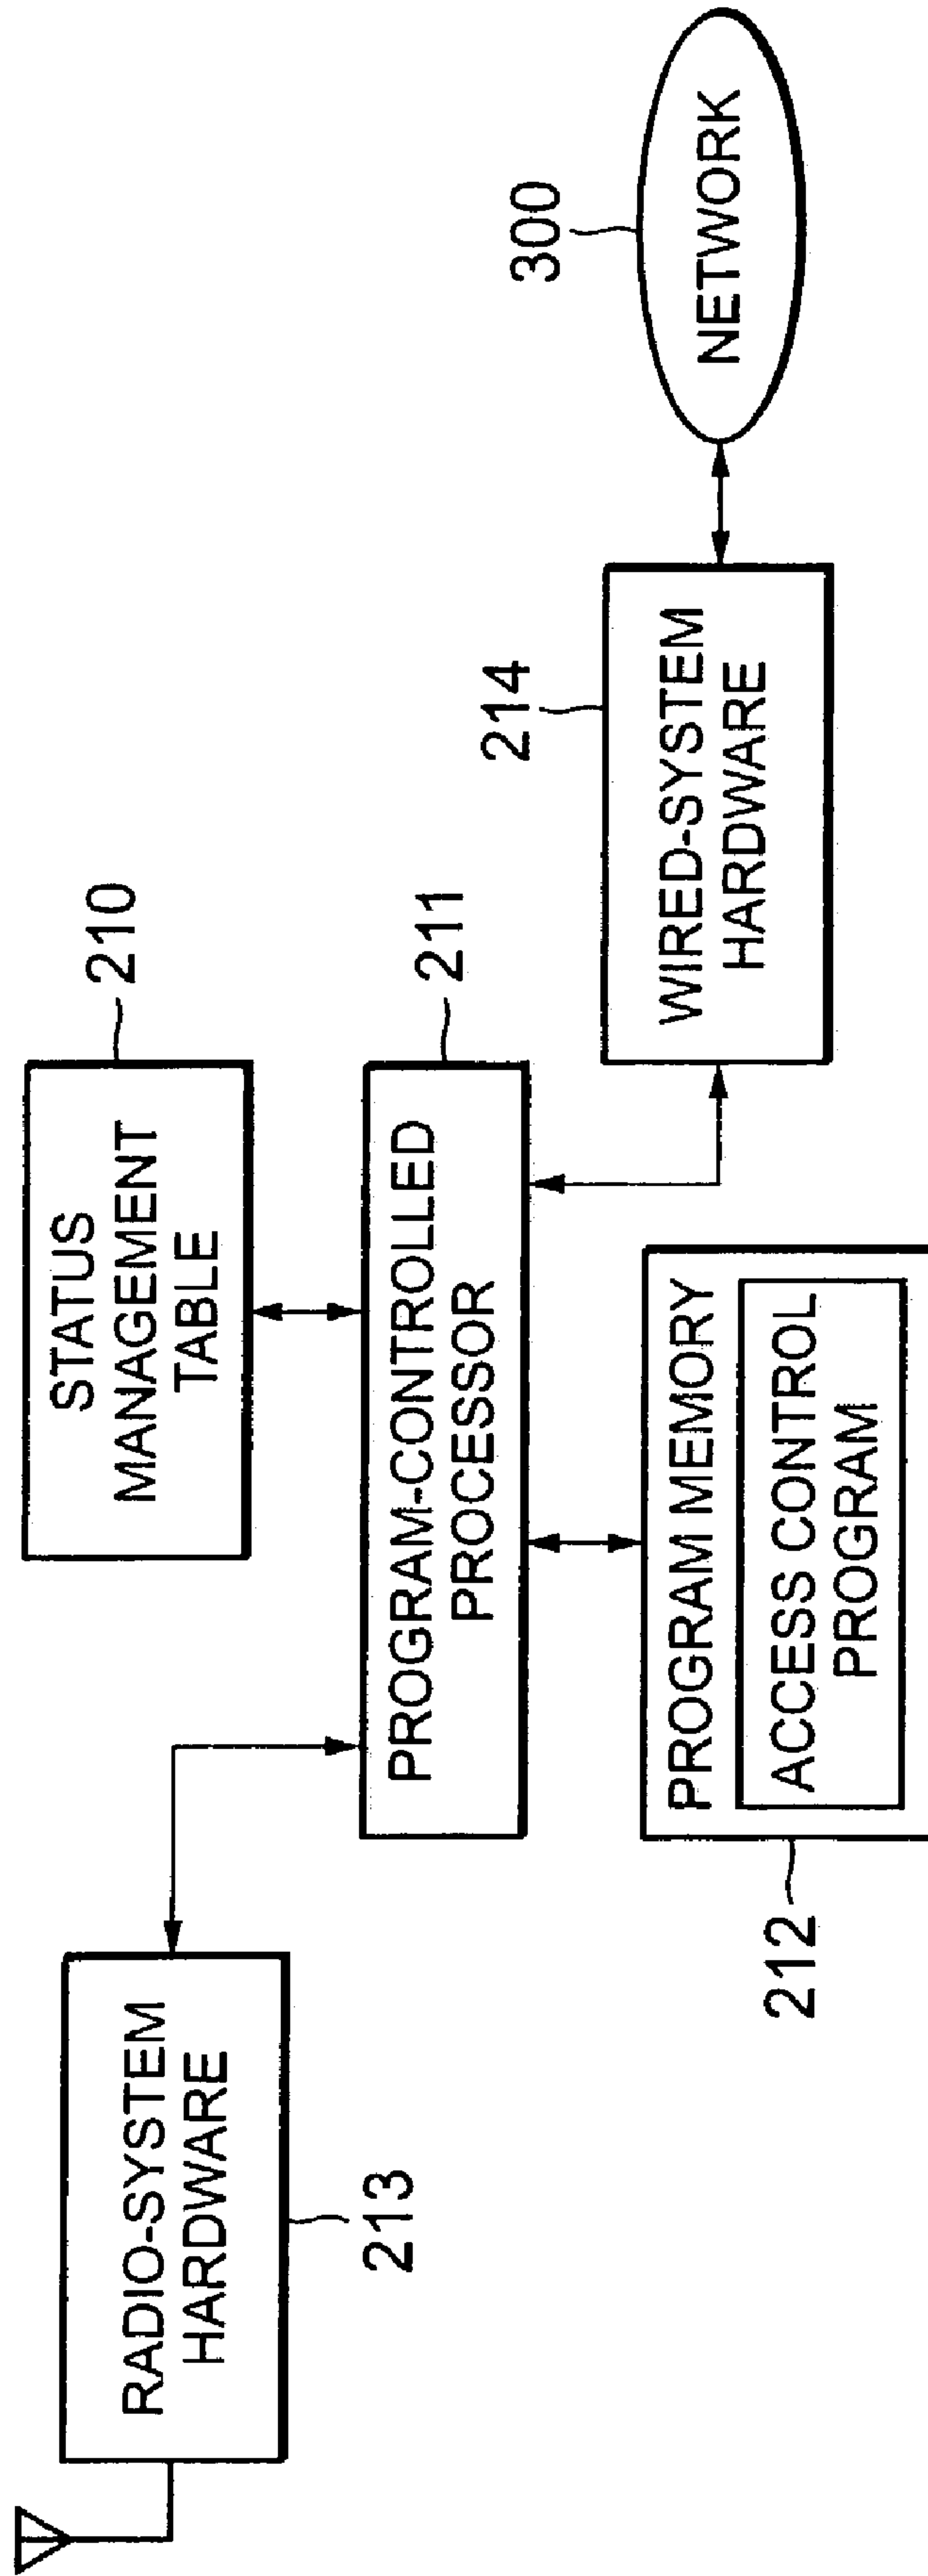 RADIO-SYSTEM
HARDWARE
213
STATUS
MANAGEMENT
TABLE
210
PROGRAM-CONTROLLED
PROCESSOR
211
PROGRAM MEMORY
ACCESS CONTROL
PROGRAM
212
WIRED-SYSTEM
HARDWARE
214
NETWORK
300